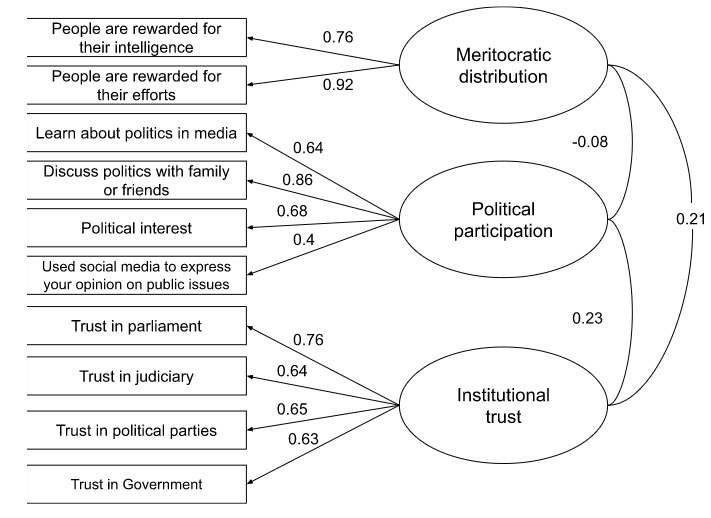 People are rewarded for
their intelligence
0.76
Meritocratic
distribution
People are rewarded for
their efforts
0.92
Learn about politics in media
-0.08
0.64
Discuss politics with family
or friends
0.86
Political
participation
0.68
Political interest
0.21
0.4
Used social media to express
your opinion on public issues
0.23
Trust in parliament
0.76
Trust in judiciary
0.64
Institutional
trust
0.65
Trust in political parties
0.63
Trust in Government